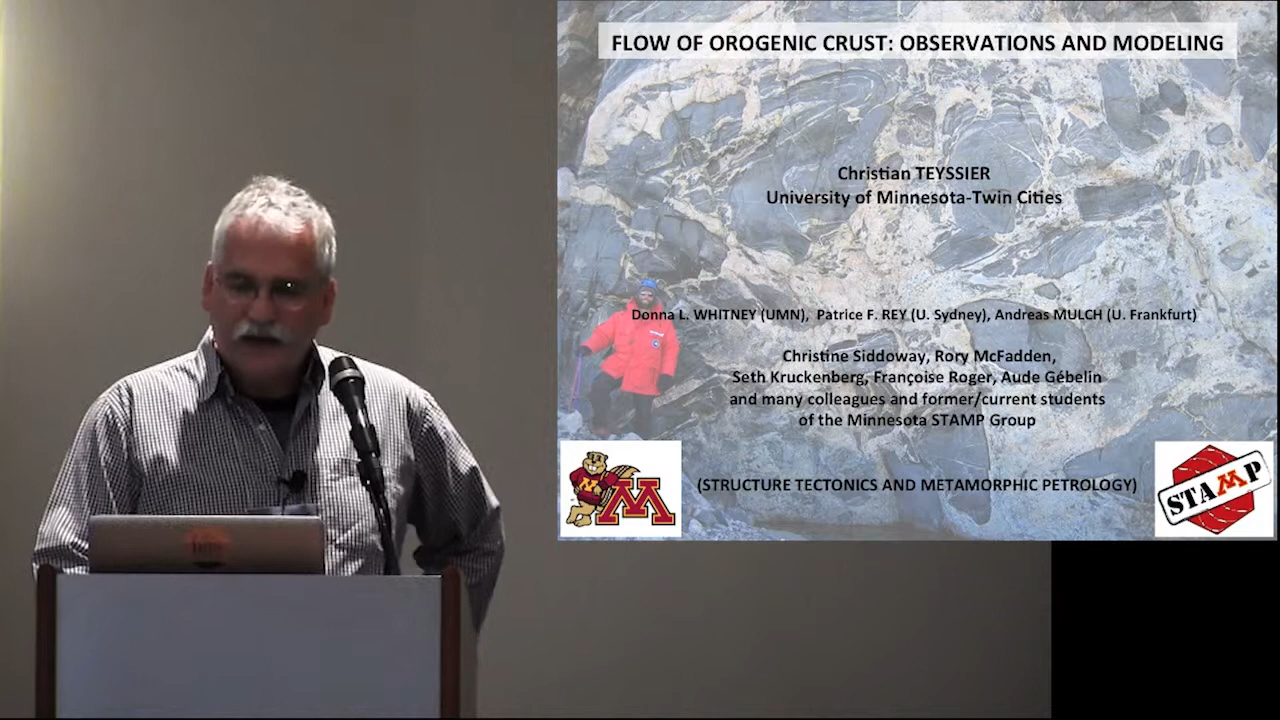 FLOW OF OROGENIC CRUST: OBSERVATIONS AND MODELING
Christian TEYSSIER
University of Minnesota-Twin Cities
Donna L. WHITNEY (UMN), Patrice F. REY (U. Sydney), Andreas MULCH (U. Frankfurt)
Christine Siddoway, Rory McFadden,
Seth Kruckenberg, Françoise Roger, Aude Gébelin
and many colleagues and former/current students
of the Minnesota STAMP Group
(STRUCTURE TECTONICS AND METAMORPHIC PETROLOGY)
M
STAMP